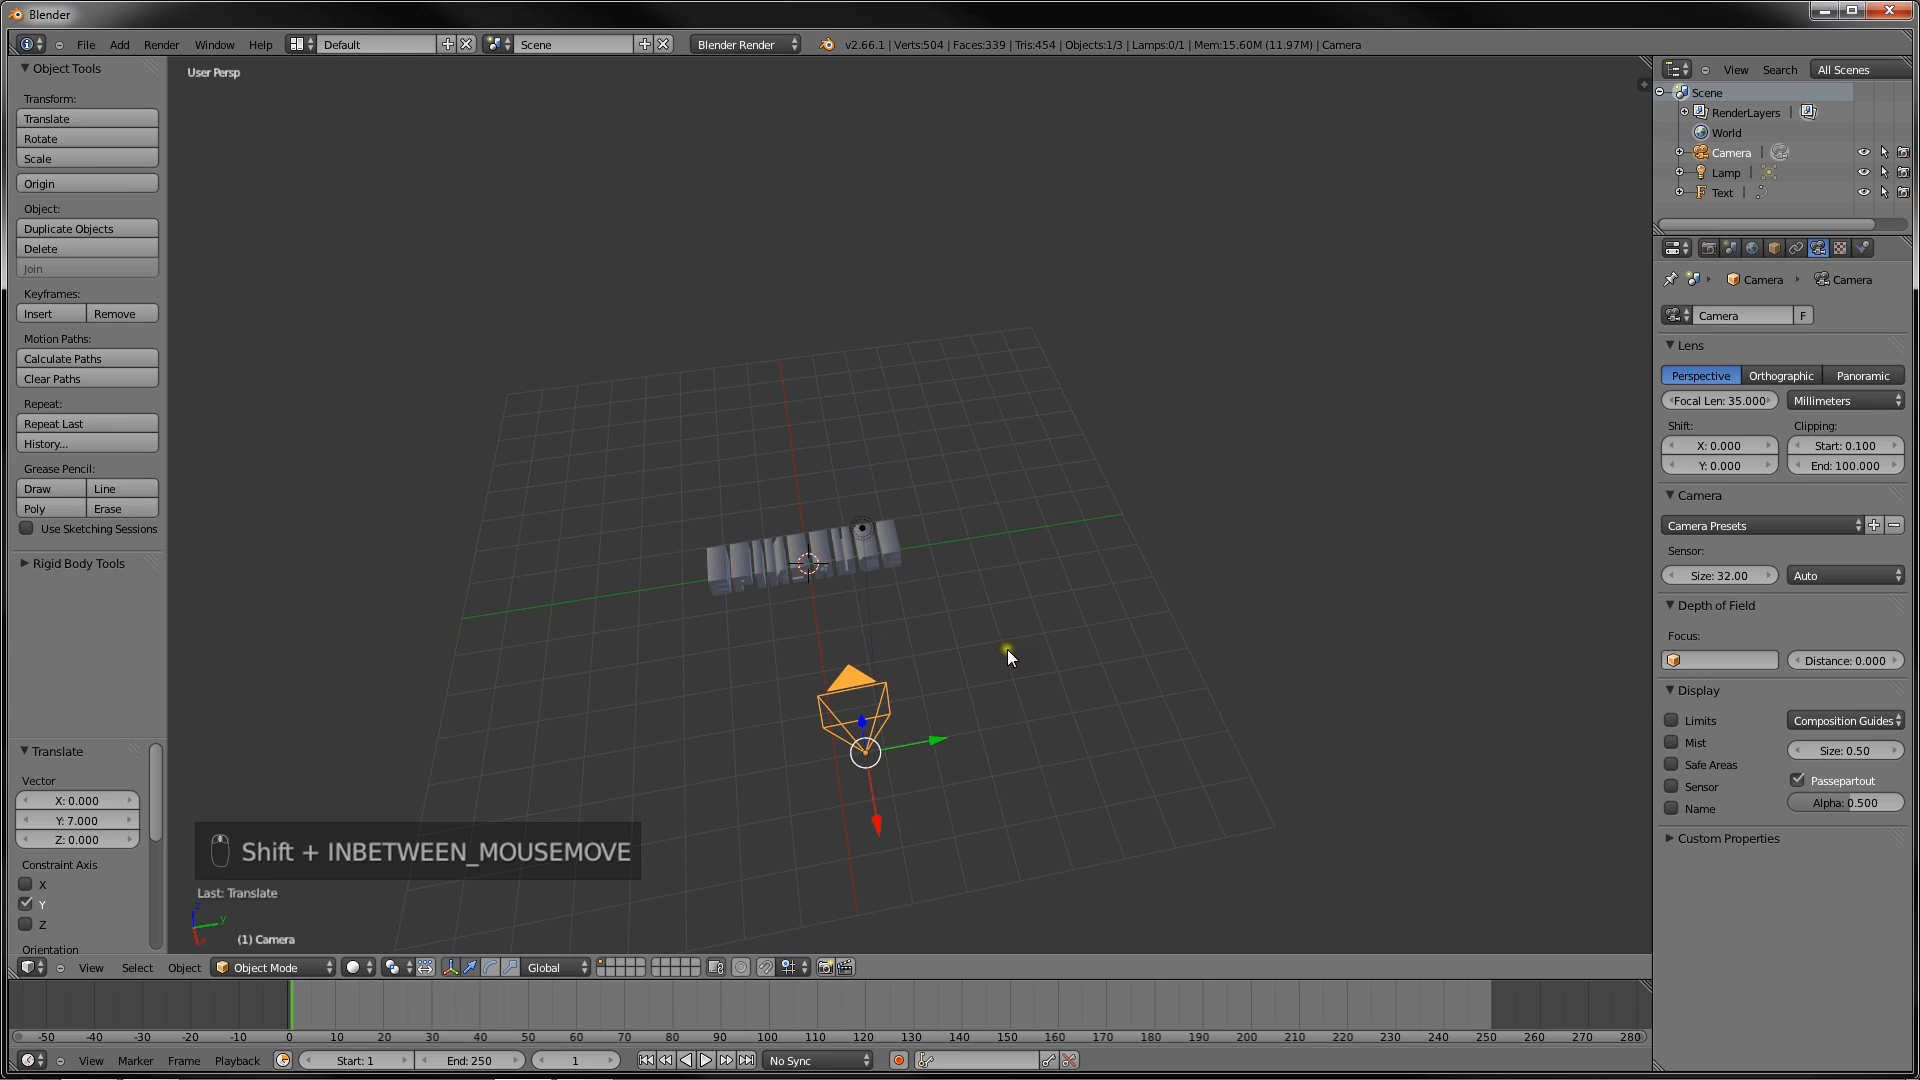 Blender
File Add Render Window Help Default Scene Blender Render v2.66.1 | Verts:504 | Faces:339 | Tris:454 | Objects:1/3 | Lamps:0/1 | Mem:15.60M (11.97M) | Camera
Object Tools
Transform:
Translate
Rotate
Scale
Origin
Object:
Duplicate Objects
Delete
Join
Keyframes:
Insert Remove
Motion Paths:
Calculate Paths
Clear Paths
Repeat:
Repeat Last
History...
Grease Pencil:
Draw Line
Poly Erase
Use Sketching Sessions
Rigid Body Tools
Translate
Vector
X: 0.000
Y: 7.000
Z: 0.000
Constraint Axis
X
Y
Z
Orientation
User Persp
Shift + INBETWEEN_MOUSEMOVE
Last: Translate
z
y
x
(1) Camera
View Select Object Object Mode Global
-50 -40 -30 -20 -10 0 10 20 30 40 50 60 70 80 90 100 110 120 130 140 150 160 170 180 190 200 210 220 230 240 250 260 270 280
View Marker Frame Playback Start: 1 End: 250 1 No Sync
View Search All Scenes
Scene
RenderLayers |
World
Camera |
Lamp |
Text |
Camera Camera
Camera F
Lens
Perspective Orthographic Panoramic
Focal Len: 35.000 Millimeters
Shift: Clipping:
X: 0.000 Start: 0.100
Y: 0.000 End: 100.000
Camera
Camera Presets
Sensor:
Size: 32.00 Auto
Depth of Field
Focus:
Distance: 0.000
Display
Limits Composition Guides
Mist Size: 0.50
Safe Areas
Sensor Passepartout
Name Alpha: 0.500
Custom Properties